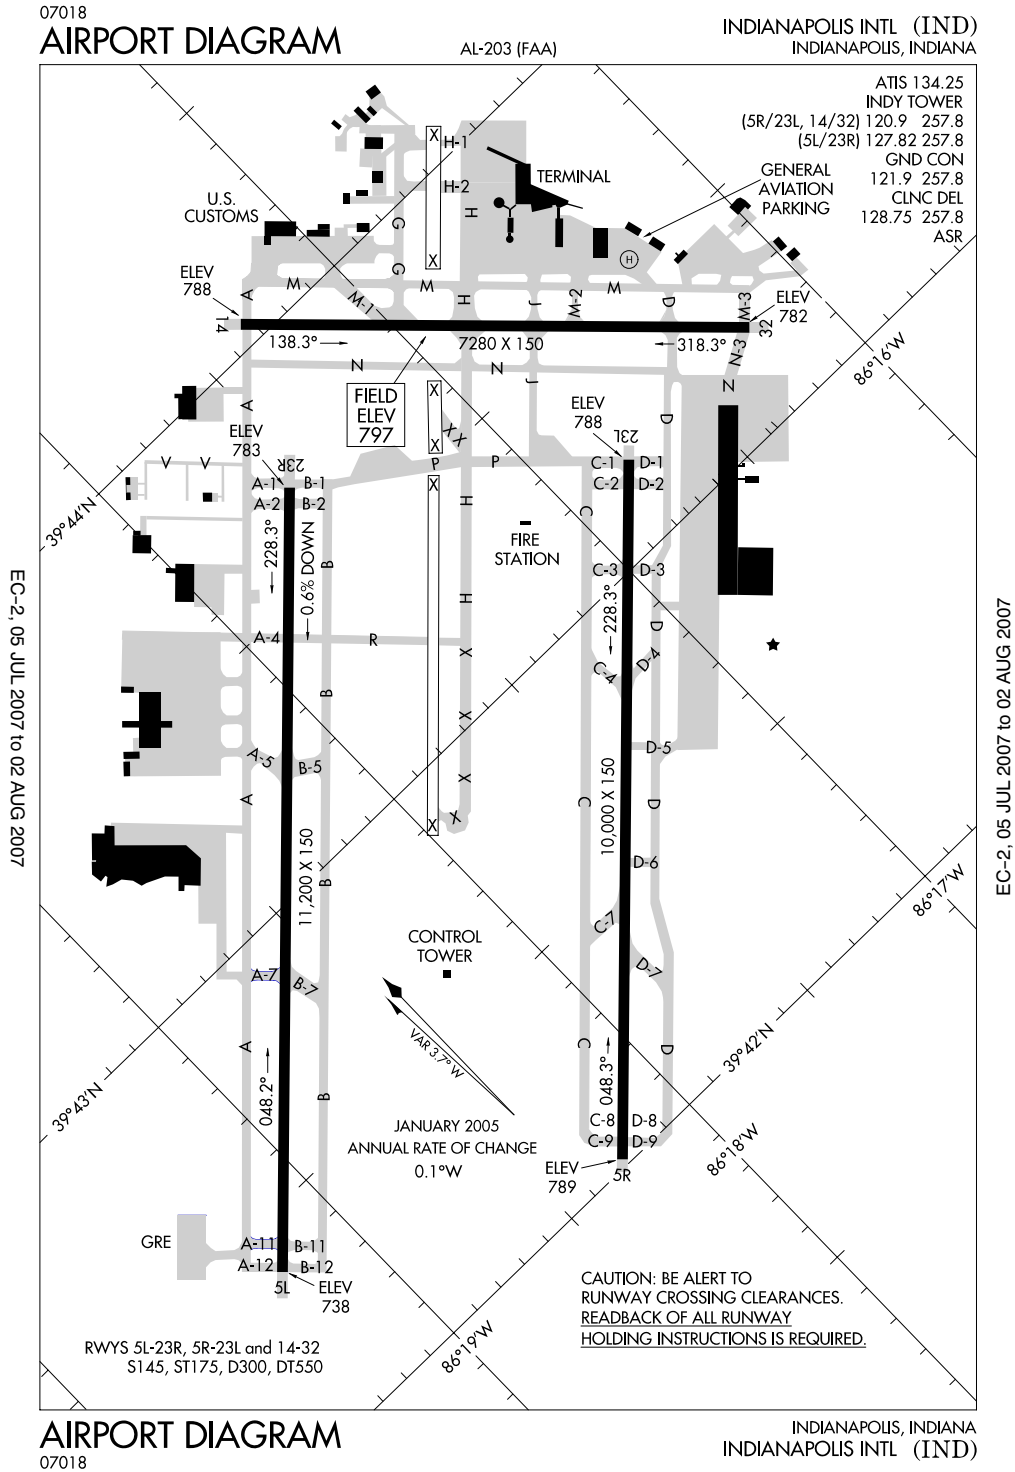 07018
AIRPORT DIAGRAM
AL-203 (FAA)
INDIANAPOLIS INTL (IND)
INDIANAPOLIS, INDIANA
ATIS 134.25
INDY TOWER
(5R/23L, 14/32) 120.9 257.8
(5L/23R) 127.82 257.8
GND CON
121.9 257.8
CLNC DEL
128.75 257.8
ASR
X
H-1
H-2
H
G
G
X
TERMINAL
GENERAL
AVIATION
PARKING
U.S.
CUSTOMS
H
ELEV
788
A
M
M-1
M
H
J
W-2
M
D
W-3
ELEV
782
14
32
138.3°
7280 X 150
318.3°
N
N
J
N-3
N
86°16'W
FIELD
ELEV
797
X
X
X X
A
ELEV
783
23R
ELEV
788
23L
D
V
V
P
P
C-1
D-1
C-2
D-2
A-1
B-1
A-2
B-2
X
H
C
39°44'N
228.3°
0.6% DOWN
B
FIRE
STATION
C-3
D-3
H
228.3°
A-4
R
D
X
C-4
D-4
B
X
A-5
B-5
D-5
X
A
C
D
X
X
10,000 X 150
11,200 X 150
B
D-6
86°17'W
C-7
CONTROL
TOWER
A-7
B-7
D-7
VAR 3.7° W
A
C
D
39°42'N
048.2°
048.3°
B
39°43'N
JANUARY 2005
ANNUAL RATE OF CHANGE
0.1°W
C-8
D-8
C-9
D-9
ELEV
789
5R
86°18'W
GRE
A-11
B-11
A-12
B-12
5L
ELEV
738
CAUTION: BE ALERT TO
RUNWAY CROSSING CLEARANCES.
READBACK OF ALL RUNWAY
HOLDING INSTRUCTIONS IS REQUIRED.
86°19'W
RWYS 5L-23R, 5R-23L and 14-32
S145, ST175, D300, DT550
EC-2, 05 JUL 2007 to 02 AUG 2007
EC-2, 05 JUL 2007 to 02 AUG 2007
AIRPORT DIAGRAM
07018
INDIANAPOLIS, INDIANA
INDIANAPOLIS INTL (IND)